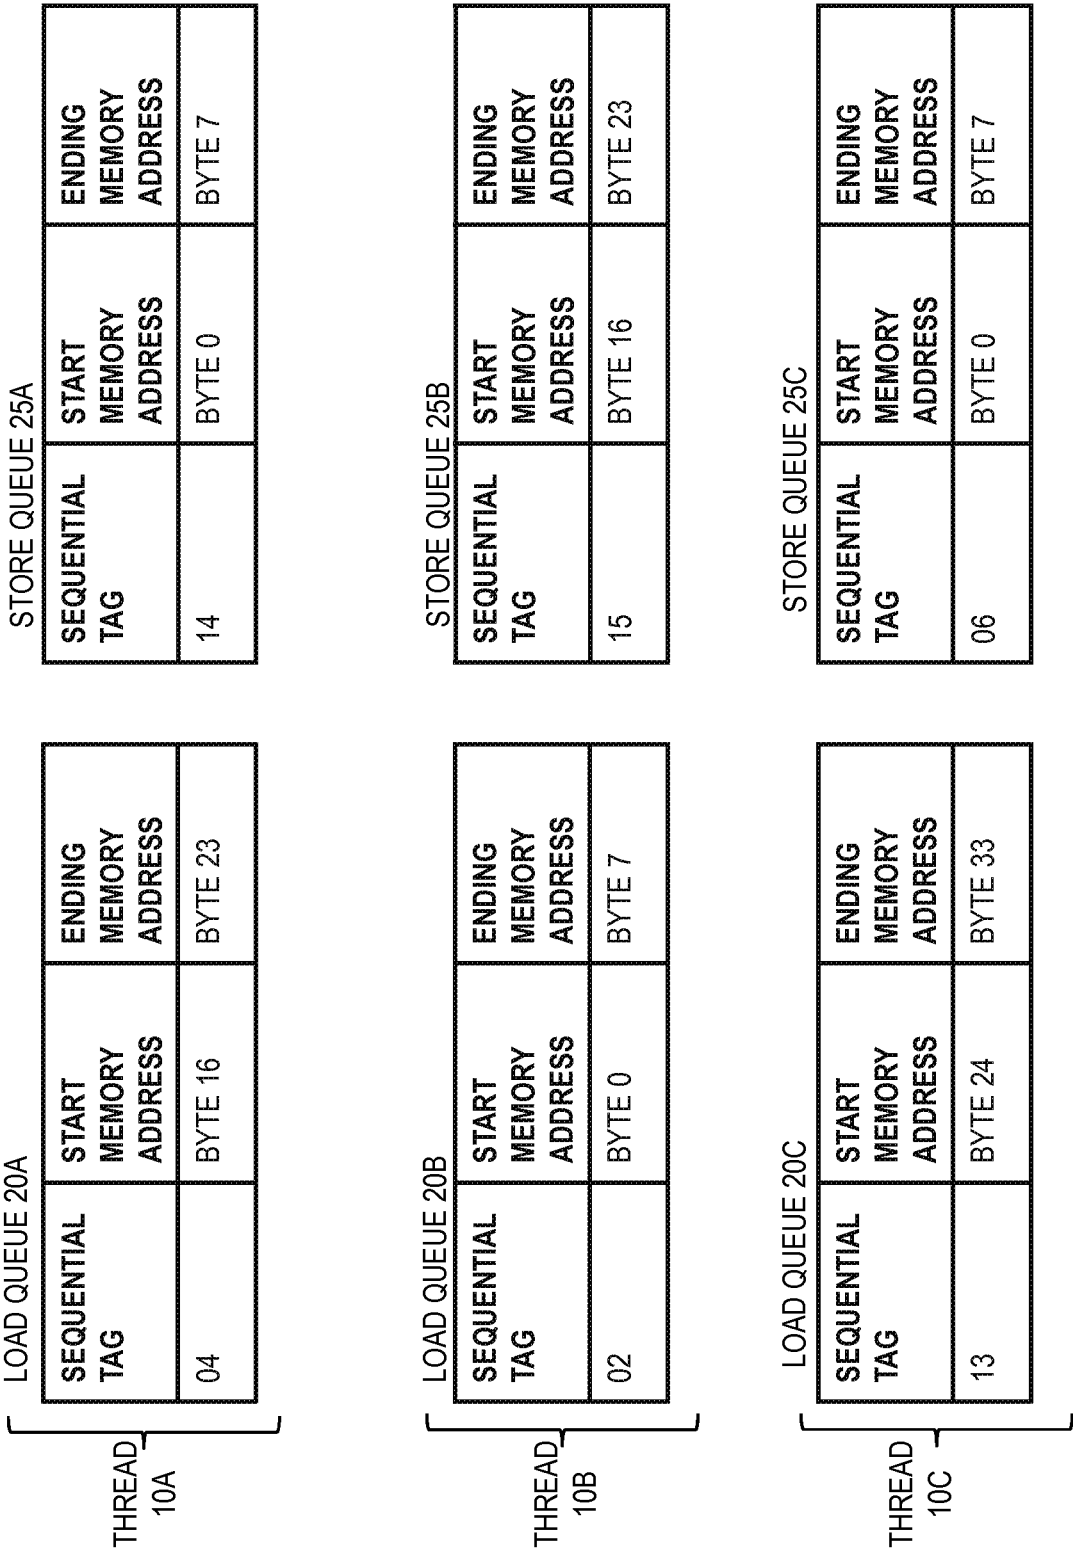 THREAD
10A
LOAD QUEUE 20A
SEQUENTIAL
TAG
START
MEMORY
ADDRESS
ENDING
MEMORY
ADDRESS
04
BYTE 16
BYTE 23
STORE QUEUE 25A
SEQUENTIAL
TAG
START
MEMORY
ADDRESS
ENDING
MEMORY
ADDRESS
14
BYTE 0
BYTE 7
THREAD
10B
LOAD QUEUE 20B
SEQUENTIAL
TAG
START
MEMORY
ADDRESS
ENDING
MEMORY
ADDRESS
02
BYTE 0
BYTE 7
STORE QUEUE 25B
SEQUENTIAL
TAG
START
MEMORY
ADDRESS
ENDING
MEMORY
ADDRESS
15
BYTE 16
BYTE 23
THREAD
10C
LOAD QUEUE 20C
SEQUENTIAL
TAG
START
MEMORY
ADDRESS
ENDING
MEMORY
ADDRESS
13
BYTE 24
BYTE 33
STORE QUEUE 25C
SEQUENTIAL
TAG
START
MEMORY
ADDRESS
ENDING
MEMORY
ADDRESS
06
BYTE 0
BYTE 7